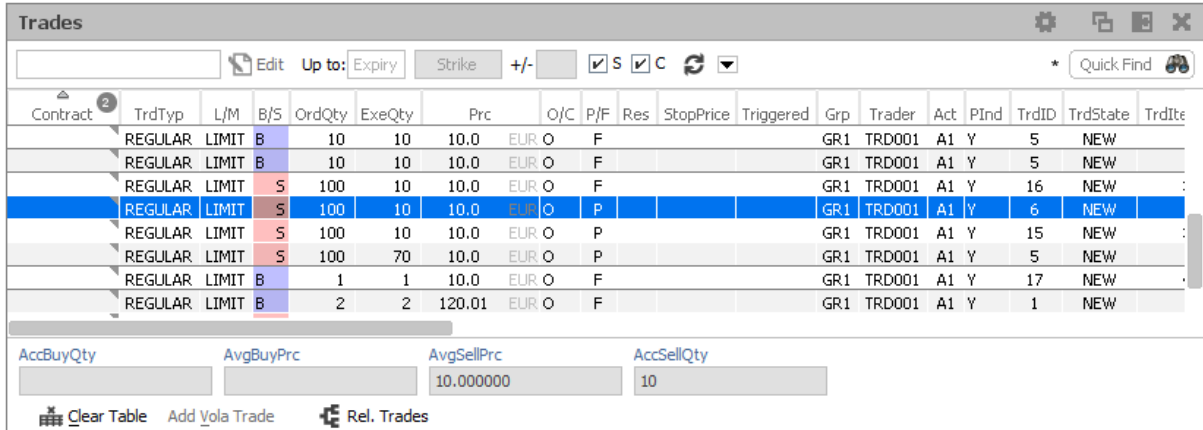 Trades
Edit Up to: Expiry Strike +/- S C * Quick Find
Contract 2 TrdTyp L/M B/S OrdQty ExeQty Prc O/C P/F Res StopPrice Triggered Grp Trader Act PInd TrdID TrdState TrdIte
REGULAR LIMIT B 10 10 10.0 EUR O F GR1 TRD001 A1 Y 5 NEW
REGULAR LIMIT B 10 10 10.0 EUR O F GR1 TRD001 A1 Y 5 NEW
REGULAR LIMIT S 100 10 10.0 EUR O F GR1 TRD001 A1 Y 16 NEW
REGULAR LIMIT S 100 10 10.0 EUR O P GR1 TRD001 A1 Y 6 NEW
REGULAR LIMIT S 100 10 10.0 EUR O P GR1 TRD001 A1 Y 15 NEW
REGULAR LIMIT S 100 70 10.0 EUR O P GR1 TRD001 A1 Y 5 NEW
REGULAR LIMIT B 1 1 10.0 EUR O F GR1 TRD001 A1 Y 17 NEW
REGULAR LIMIT B 2 2 120.01 EUR O F GR1 TRD001 A1 Y 1 NEW
AccBuyQty AvgBuyPrc AvgSellPrc AccSellQty
10.000000 10
Clear Table Add Vola Trade Rel. Trades